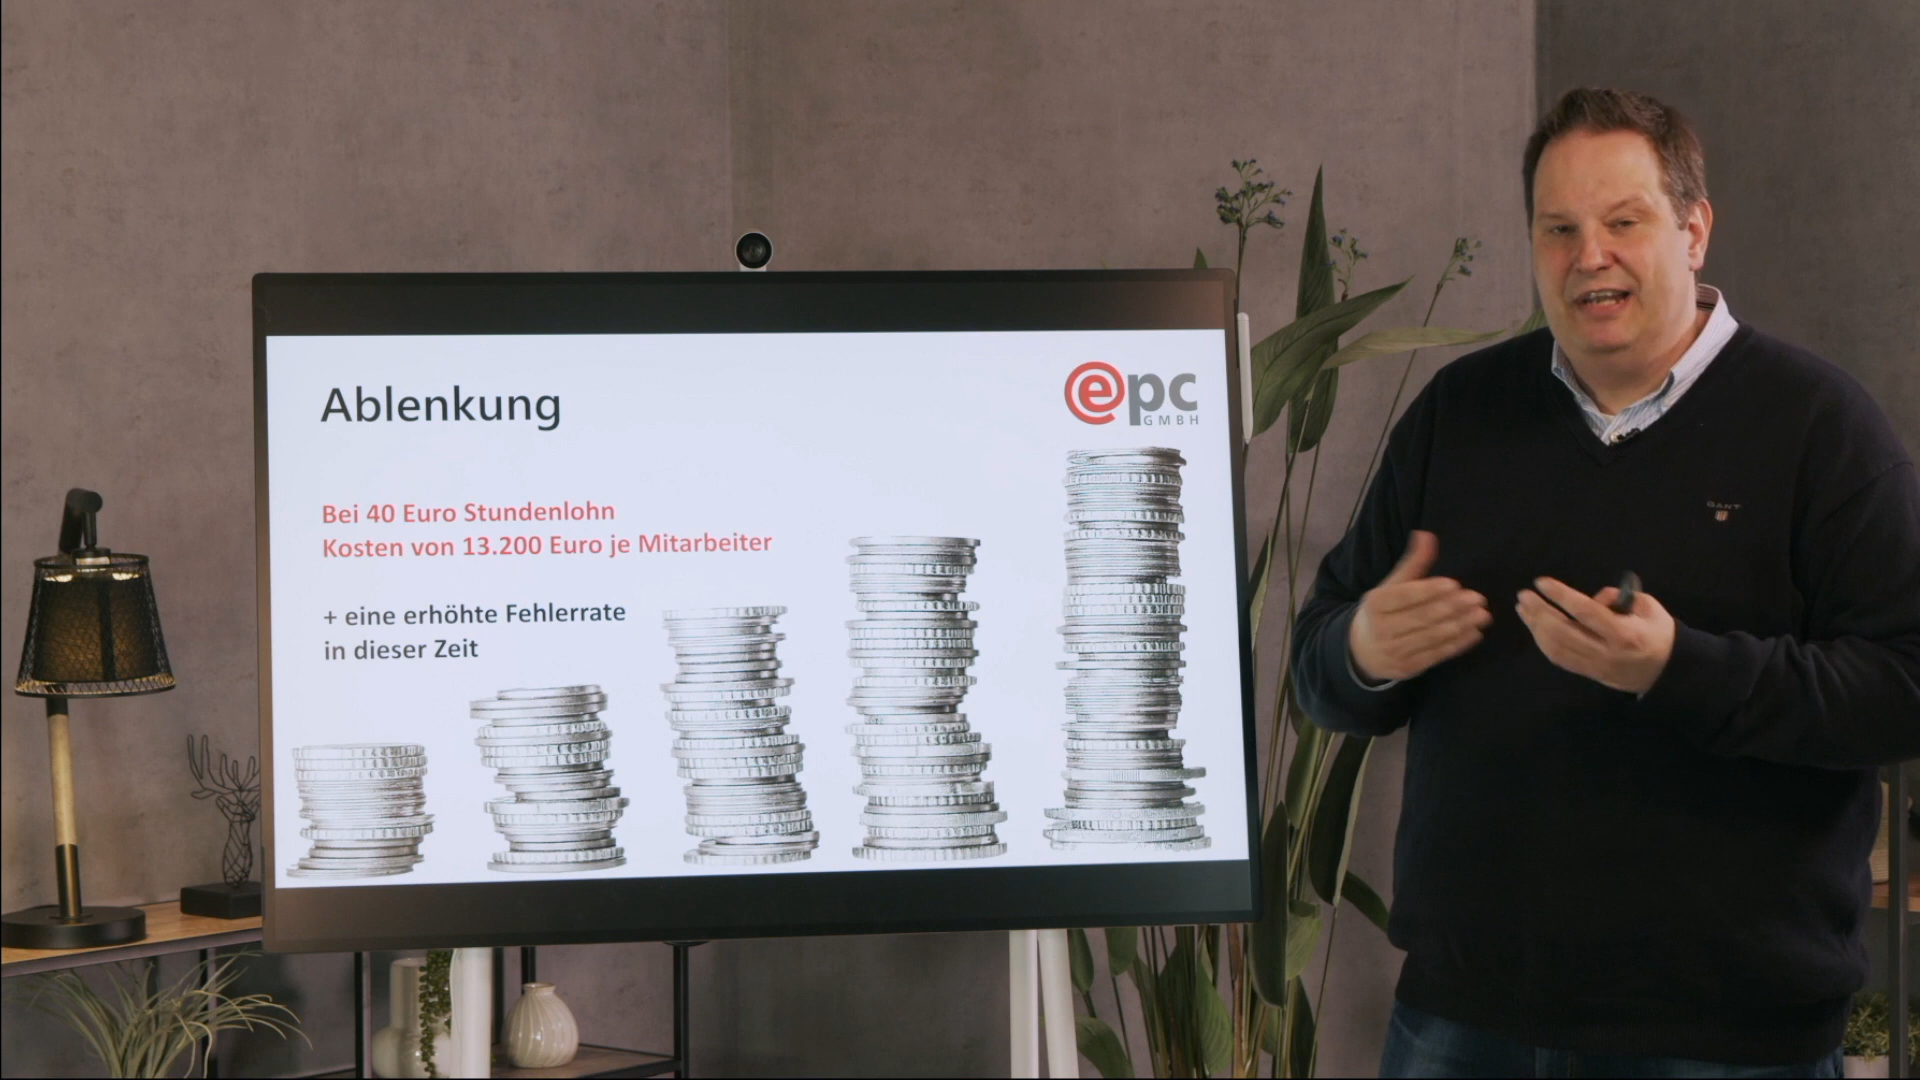 Ablenkung
@epc
GMBH
Bei 40 Euro Stundenlohn
Kosten von 13.200 Euro je Mitarbeiter
+ eine erhöhte Fehlerrate
in dieser Zeit
GANT